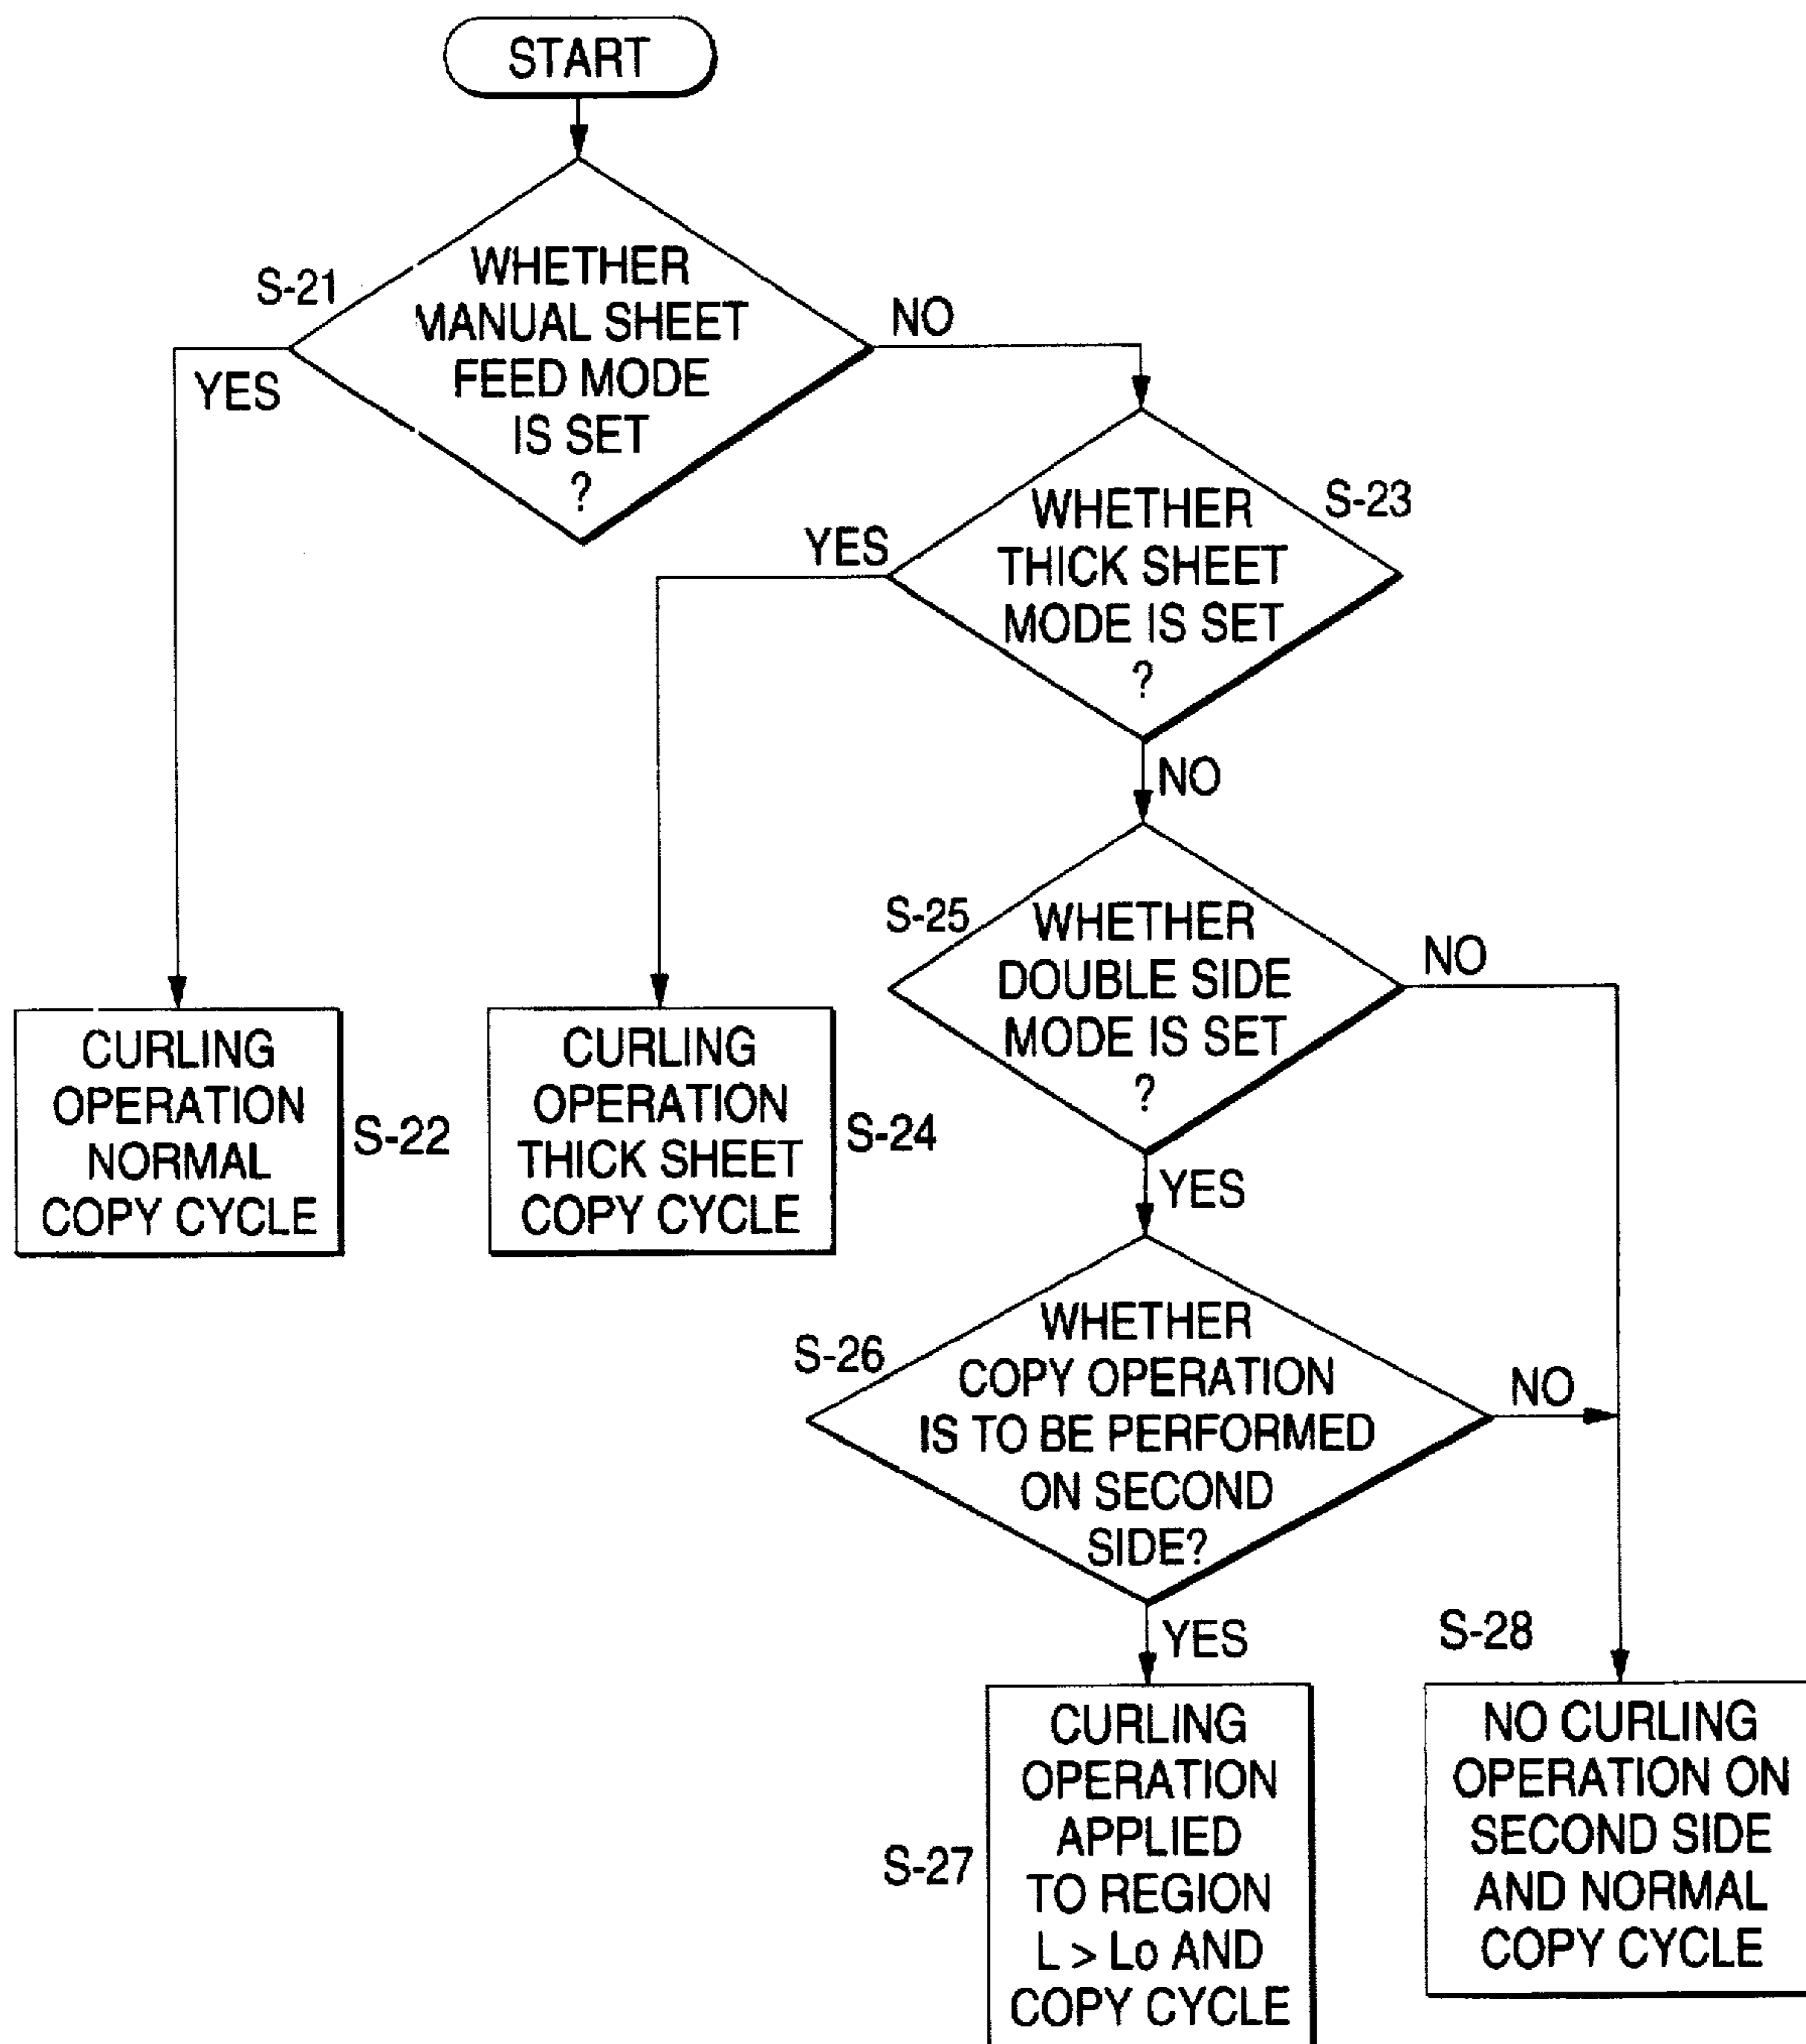 START
S-21
WHETHER
MANUAL SHEET
FEED MODE
IS SET
?
YES
NO
S-23
WHETHER
THICK SHEET
MODE IS SET
?
YES
NO
S-25
WHETHER
DOUBLE SIDE
MODE IS SET
?
NO
YES
CURLING
OPERATION
NORMAL
COPY CYCLE
S-22
CURLING
OPERATION
THICK SHEET
COPY CYCLE
S-24
S-26
WHETHER
COPY OPERATION
IS TO BE PERFORMED
ON SECOND
SIDE?
NO
YES
S-27
CURLING
OPERATION
APPLIED
TO REGION
L > Lo AND
COPY CYCLE
S-28
NO CURLING
OPERATION ON
SECOND SIDE
AND NORMAL
COPY CYCLE